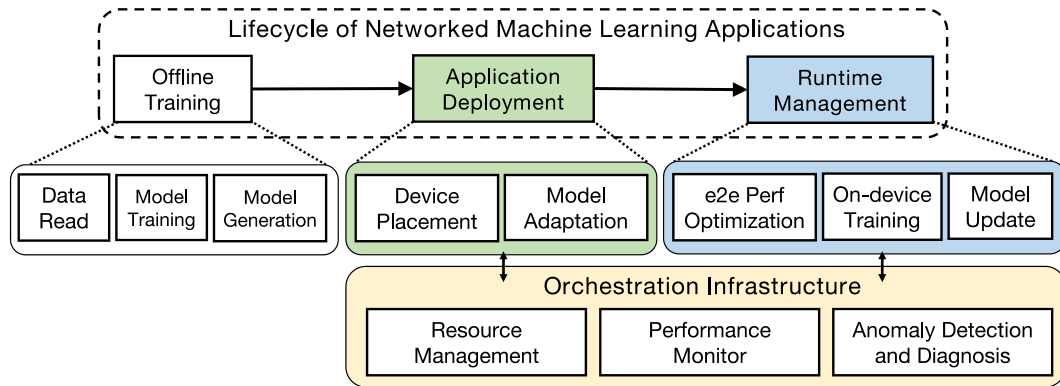 Lifecycle of Networked Machine Learning Applications
Offline
Training
Application
Deployment
Runtime
Management
Data
Read
Model
Training
Model
Generation
Device
Placement
Model
Adaptation
e2e Perf
Optimization
On-device
Training
Model
Update
Orchestration Infrastructure
Resource
Management
Performance
Monitor
Anomaly Detection
and Diagnosis